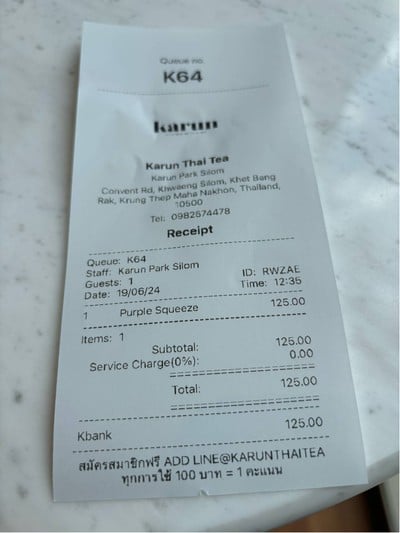 Queue no.
K64
karun
Karun Thai Tea
Karun Park Silom
Convent Rd, Khwaeng Silom, Khet Bang
Rak, Krung Thep Maha Nakhon, Thailand,
10500
Tel: 0982574478
Receipt
Queue: K64
Staff: Karun Park Silom
Guests: 1 ID: RWZAE
Date: 19/06/24 Time: 12:35
1 Purple Squeeze 125.00
Items: 1
Subtotal: 125.00
Service Charge(0%): 0.00
Total: 125.00
Kbank 125.00
สมัครสมาชิกฟรี ADD LINE@KARUNTHAITEA
ทุกการใช้ 100 บาท = 1 คะแนน